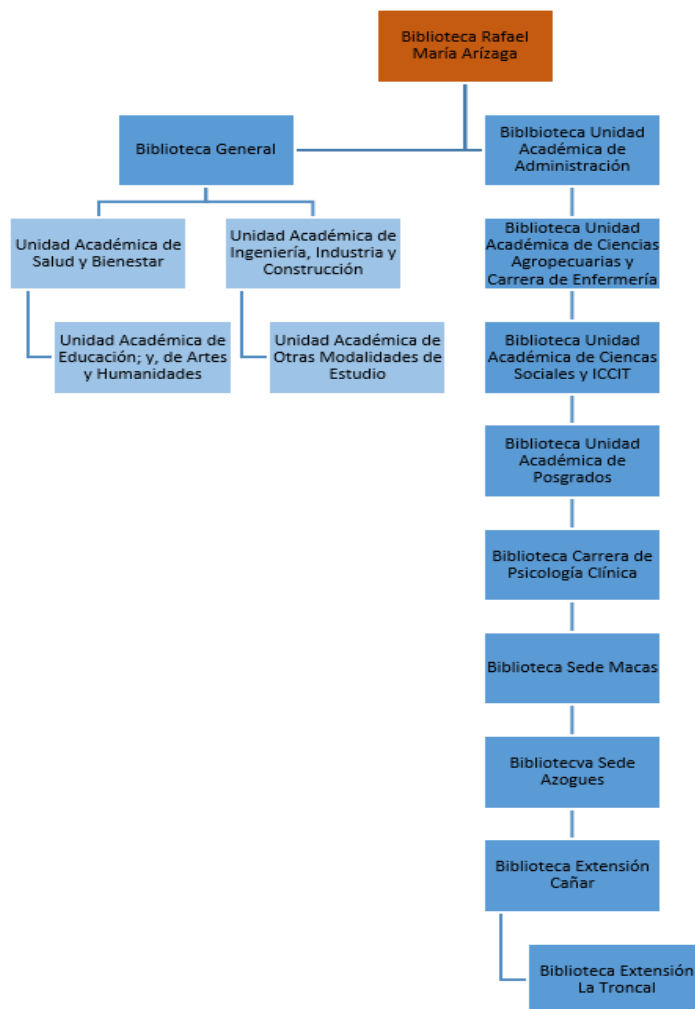 Biblioteca Rafael
María Arízaga
Biblioteca General
Biblbioteca Unidad
Académica de
Administración
Unidad Académica de
Salud y Bienestar
Unidad Académica de
Ingeniería, Industria y
Construcción
Biblioteca Unidad
Académica de Ciencias
Agropecuarias y
Carrera de Enfermería
Unidad Académica de
Educación; y, de Artes
y Humanidades
Unidad Académica de
Otras Modalidades de
Estudio
Biblioteca Unidad
Académica de Ciencas
Sociales y ICCIT
Biblioteca Unidad
Académica de
Posgrados
Biblioteca Carrera de
Psicología Clínica
Biblioteca Sede Macas
Bibliotecva Sede
Azogues
Biblioteca Extensión
Cañar
Biblioteca Extensión
La Troncal